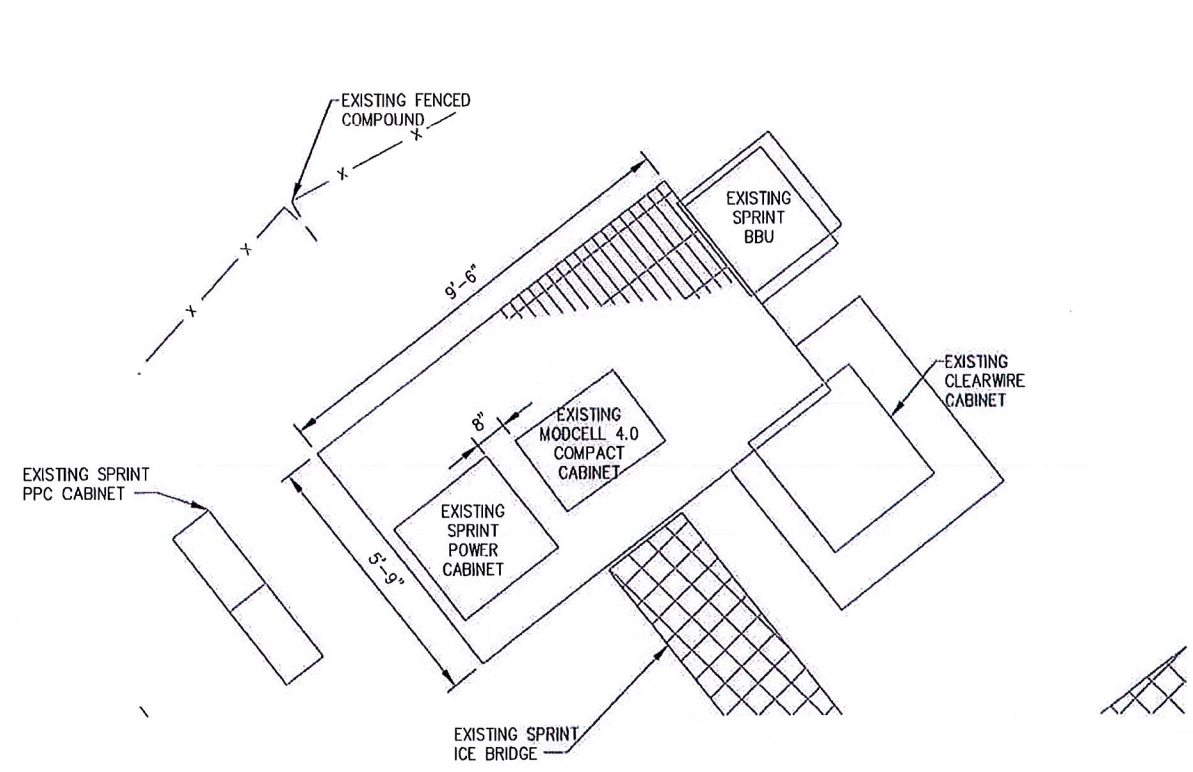 EXISTING FENCED
COMPOUND
X
X
X
X
EXISTING
SPRINT
BBU
9'-6"
EXISTING
CLEARWIRE
CABINET
8"
EXISTING
MODCELL 4.0
COMPACT
CABINET
EXISTING SPRINT
PPC CABINET
EXISTING
SPRINT
POWER
CABINET
5'-9"
EXISTING SPRINT
ICE BRIDGE